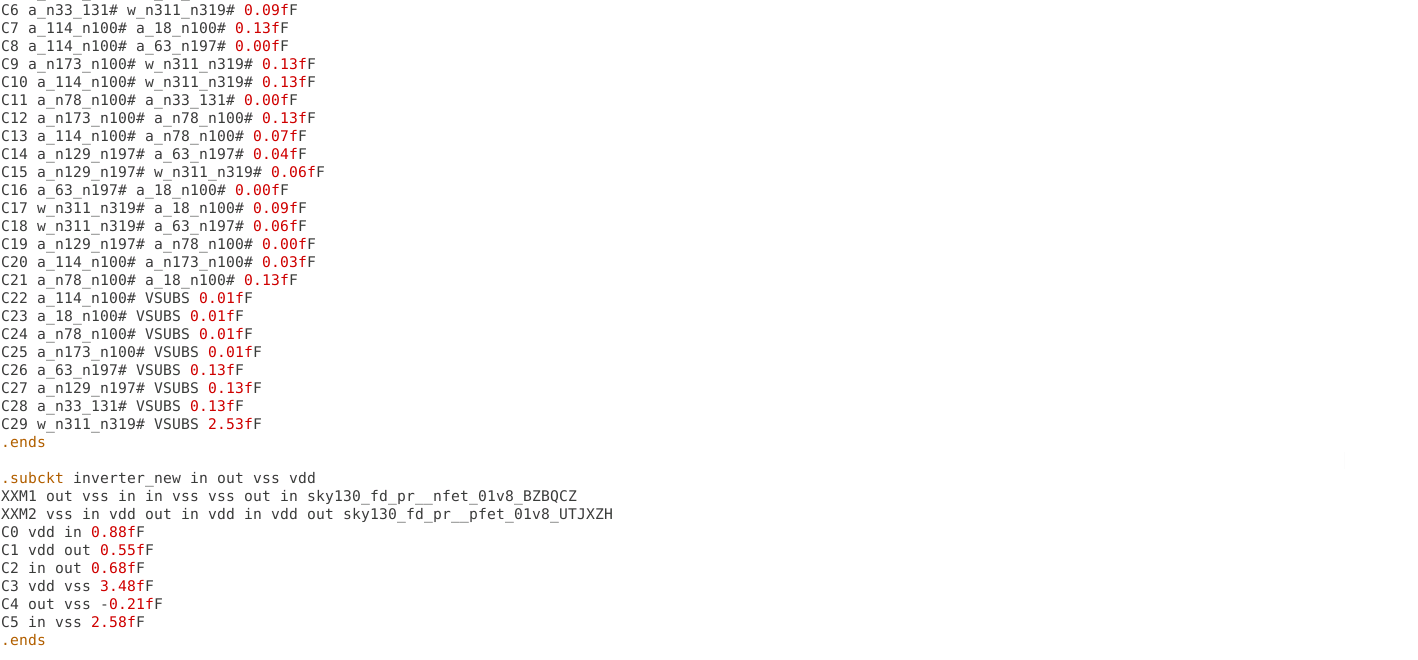 C6 a_n33_131# w_n311_n319# 0.09fF
C7 a_114_n100# a_18_n100# 0.13fF
C8 a_114_n100# a_63_n197# 0.00fF
C9 a_n173_n100# w_n311_n319# 0.13fF
C10 a_114_n100# w_n311_n319# 0.13fF
C11 a_n78_n100# a_n33_131# 0.00fF
C12 a_n173_n100# a_n78_n100# 0.13fF
C13 a_114_n100# a_n78_n100# 0.07fF
C14 a_n129_n197# a_63_n197# 0.04fF
C15 a_n129_n197# w_n311_n319# 0.06fF
C16 a_63_n197# a_18_n100# 0.00fF
C17 w_n311_n319# a_18_n100# 0.09fF
C18 w_n311_n319# a_63_n197# 0.06fF
C19 a_n129_n197# a_n78_n100# 0.00fF
C20 a_114_n100# a_n173_n100# 0.03fF
C21 a_n78_n100# a_18_n100# 0.13fF
C22 a_114_n100# VSUBS 0.01fF
C23 a_18_n100# VSUBS 0.01fF
C24 a_n78_n100# VSUBS 0.01fF
C25 a_n173_n100# VSUBS 0.01fF
C26 a_63_n197# VSUBS 0.13fF
C27 a_n129_n197# VSUBS 0.13fF
C28 a_n33_131# VSUBS 0.13fF
C29 w_n311_n319# VSUBS 2.53fF
.ends
.subckt inverter_new in out vss vdd
XXM1 out vss in in vss vss out in sky130_fd_pr__nfet_01v8_BZBQCZ
XXM2 vss in vdd out in vdd in vdd out sky130_fd_pr__pfet_01v8_UTJXZH
C0 vdd in 0.88fF
C1 vdd out 0.55fF
C2 in out 0.68fF
C3 vdd vss 3.48fF
C4 out vss -0.21fF
C5 in vss 2.58fF
.ends